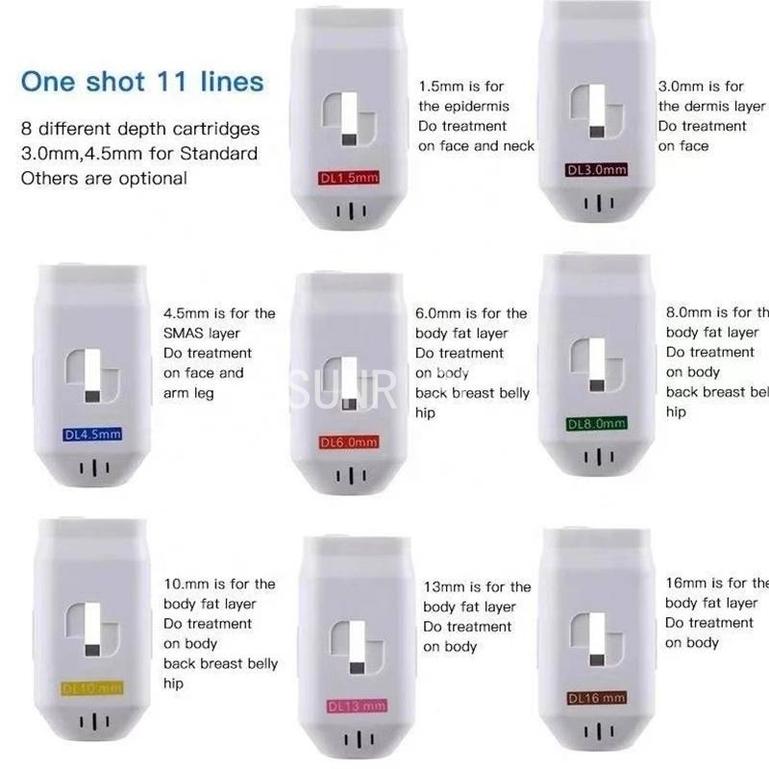 One shot 11 lines
8 different depth cartridges
3.0mm,4.5mm for Standard
Others are optional
DL1.5mm
1.5mm is for
the epidermis
Do treatment
on face and neck
DL3.0mm
3.0mm is for
the dermis layer
Do treatment
on face
DL4.5mm
4.5mm is for the
SMAS layer
Do treatment
on face and
arm leg
DL6.0mm
6.0mm is for the
body fat layer
Do treatment
on body
back breast belly
hip
SUNR
DL8.0mm
8.0mm is for th
body fat layer
Do treatment
on body
back breast bel
hip
DL10 mm
10.mm is for the
body fat layer
Do treatment
on body
back breast belly
hip
DL13 mm
13mm is for the
body fat layer
Do treatment
on body
DL16 mm
16mm is for the
body fat layer
Do treatment
on body